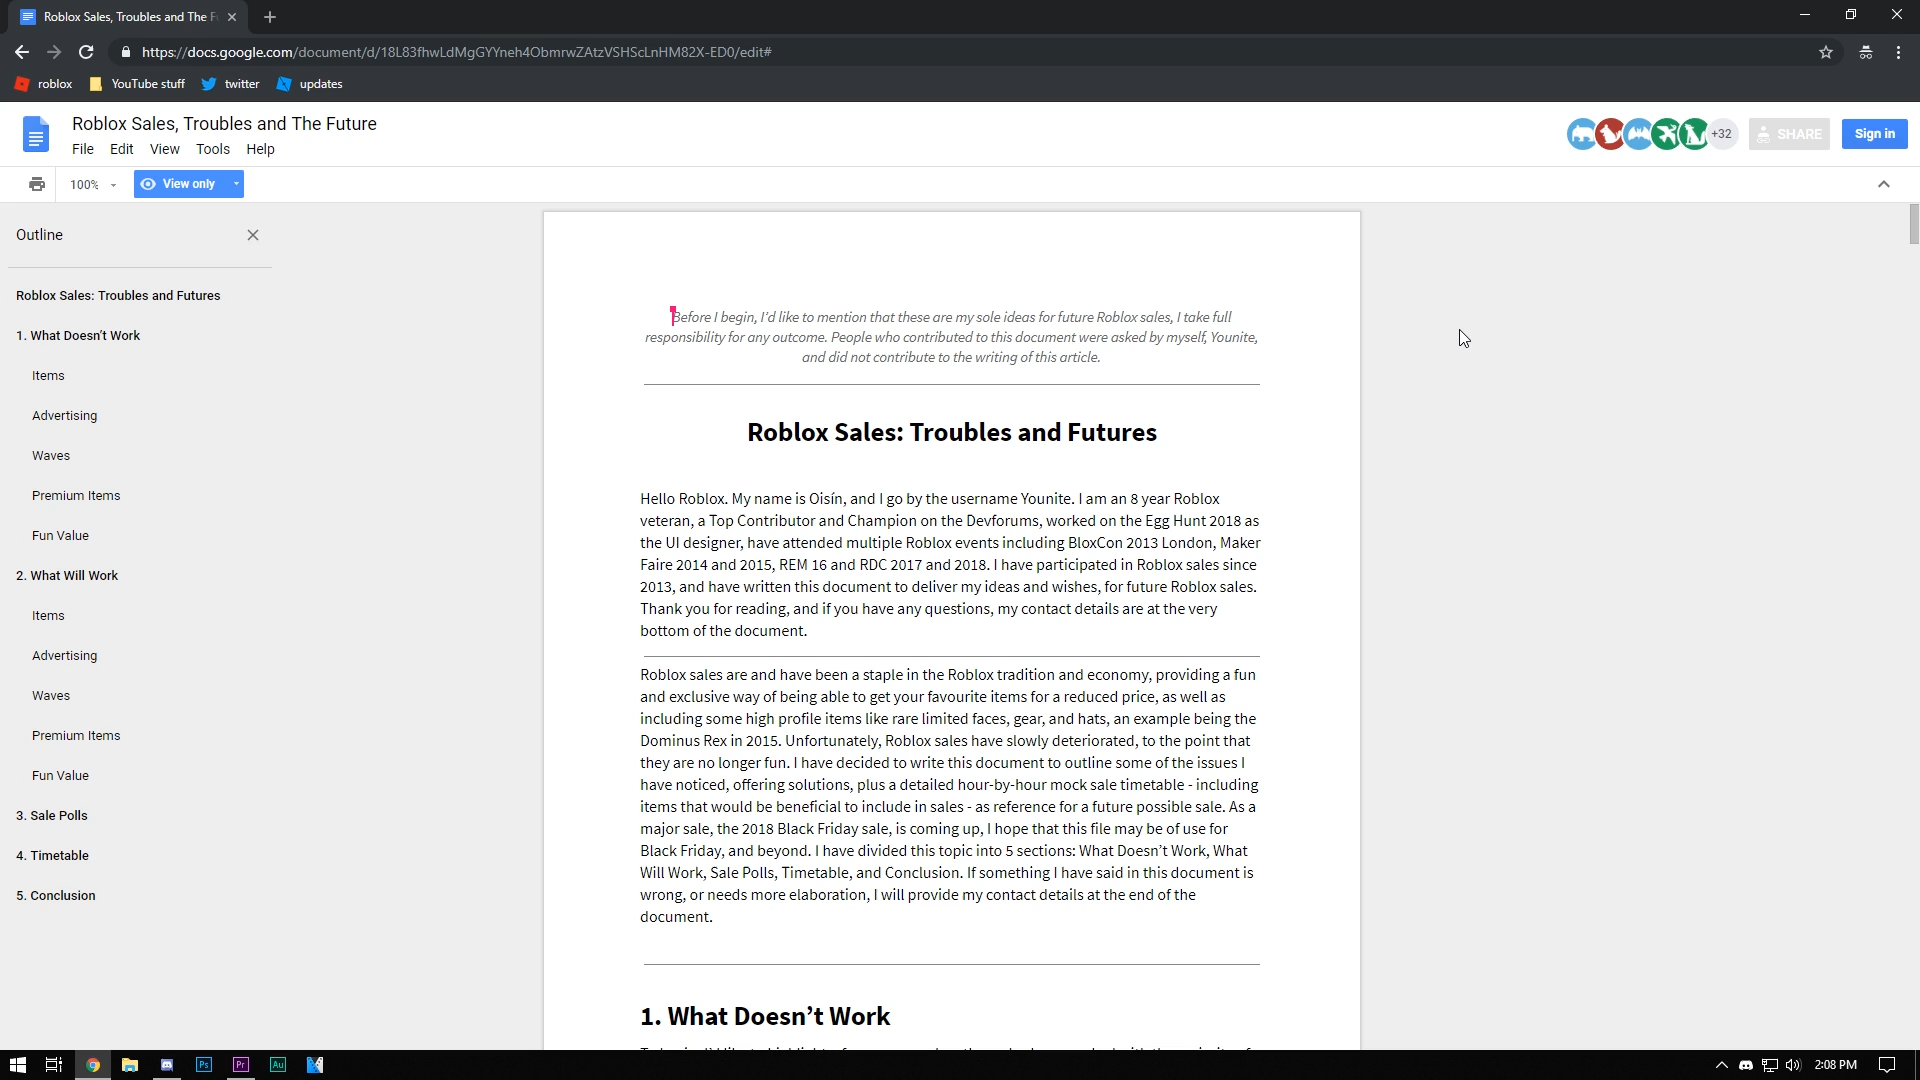 Roblox Sales, Troubles and The F
https://docs.google.com/document/d/18L83fhwLdMgGYYneh4ObmrwZAtzVSHScLnHM82X-ED0/edit#
roblox YouTube stuff twitter updates
Roblox Sales, Troubles and The Future
File Edit View Tools Help
+32 SHARE Sign in
100% View only
Outline
Roblox Sales: Troubles and Futures
1. What Doesn't Work
Items
Advertising
Waves
Premium Items
Fun Value
2. What Will Work
Items
Advertising
Waves
Premium Items
Fun Value
3. Sale Polls
4. Timetable
5. Conclusion
Before I begin, I'd like to mention that these are my sole ideas for future Roblox sales, I take full
responsibility for any outcome. People who contributed to this document were asked by myself, Younite,
and did not contribute to the writing of this article.
Roblox Sales: Troubles and Futures
Hello Roblox. My name is Oisín, and I go by the username Younite. I am an 8 year Roblox
veteran, a Top Contributor and Champion on the Devforums, worked on the Egg Hunt 2018 as
the UI designer, have attended multiple Roblox events including BloxCon 2013 London, Maker
Faire 2014 and 2015, REM 16 and RDC 2017 and 2018. I have participated in Roblox sales since
2013, and have written this document to deliver my ideas and wishes, for future Roblox sales.
Thank you for reading, and if you have any questions, my contact details are at the very
bottom of the document.
Roblox sales are and have been a staple in the Roblox tradition and economy, providing a fun
and exclusive way of being able to get your favourite items for a reduced price, as well as
including some high profile items like rare limited faces, gear, and hats, an example being the
Dominus Rex in 2015. Unfortunately, Roblox sales have slowly deteriorated, to the point that
they are no longer fun. I have decided to write this document to outline some of the issues I
have noticed, offering solutions, plus a detailed hour-by-hour mock sale timetable - including
items that would be beneficial to include in sales - as reference for a future possible sale. As a
major sale, the 2018 Black Friday sale, is coming up, I hope that this file may be of use for
Black Friday, and beyond. I have divided this topic into 5 sections: What Doesn't Work, What
Will Work, Sale Polls, Timetable, and Conclusion. If something I have said in this document is
wrong, or needs more elaboration, I will provide my contact details at the end of the
document.
1. What Doesn't Work
Ps Pr Au
2:08 PM